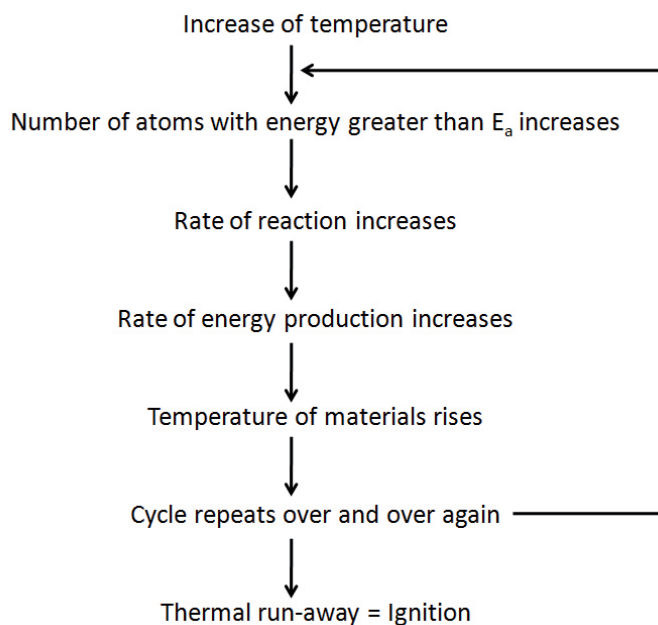 Increase of temperature
Number of atoms with energy greater than Eₐ increases
Rate of reaction increases
Rate of energy production increases
Temperature of materials rises
Cycle repeats over and over again
Thermal run-away = Ignition